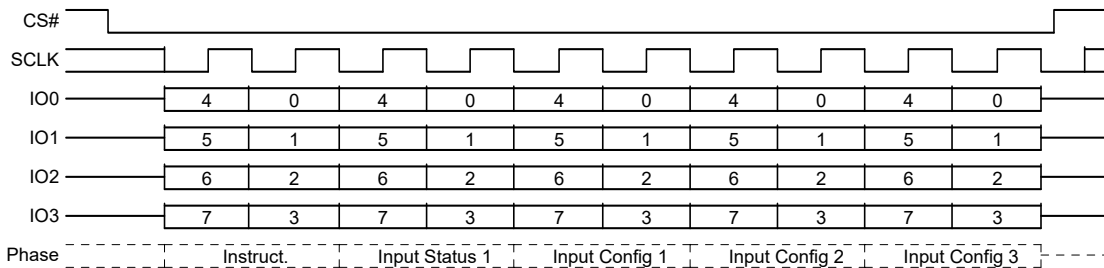 CS#
SCLK
IO0 4 0 4 0 4 0 4 0 4 0
IO1 5 1 5 1 5 1 5 1 5 1
IO2 6 2 6 2 6 2 6 2 6 2
IO3 7 3 7 3 7 3 7 3 7 3
Phase Instruct. Input Status 1 Input Config 1 Input Config 2 Input Config 3